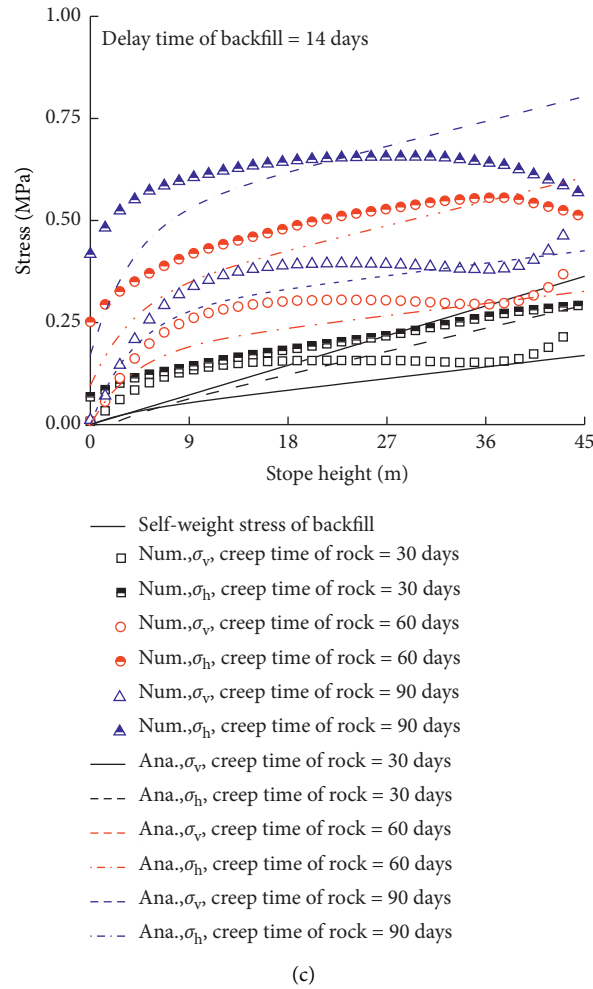 1.00
Delay time of backfill = 14 days
0.75
0.50
0.25
0.00
Stress (MPa)
0 9 18 27 36 45
Stope height (m)
Self-weight stress of backfill
Num.,σv, creep time of rock = 30 days
Num.,σh, creep time of rock = 30 days
Num.,σv, creep time of rock = 60 days
Num.,σh, creep time of rock = 60 days
Num.,σv, creep time of rock = 90 days
Num.,σh, creep time of rock = 90 days
Ana.,σv, creep time of rock = 30 days
Ana.,σh, creep time of rock = 30 days
Ana.,σv, creep time of rock = 60 days
Ana.,σh, creep time of rock = 60 days
Ana.,σv, creep time of rock = 90 days
Ana.,σh, creep time of rock = 90 days
(c)